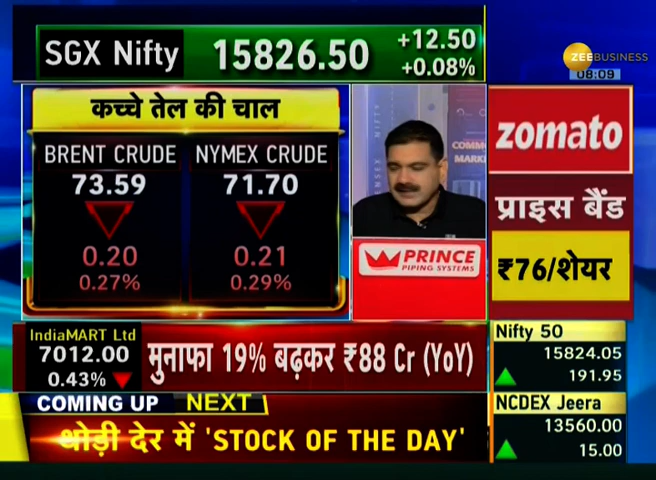 SGX Nifty 15826.50 +12.50
+0.08%
ZEE BUSINESS
08:09
कच्चे तेल की चाल
BRENT CRUDE NYMEX CRUDE
73.59 71.70
0.20 0.21
0.27% 0.29%
NIFTY
COMMO
MARK
PRINCE
PIPING SYSTEMS
zomato
प्राइस बैंड
₹76/शेयर
IndiaMART Ltd
7012.00
0.43%
मुनाफा 19% बढ़कर ₹88 Cr (YoY)
Nifty 50
15824.05
191.95
COMING UP NEXT
थोड़ी देर में 'STOCK OF THE DAY'
NCDEX Jeera
13560.00
15.00